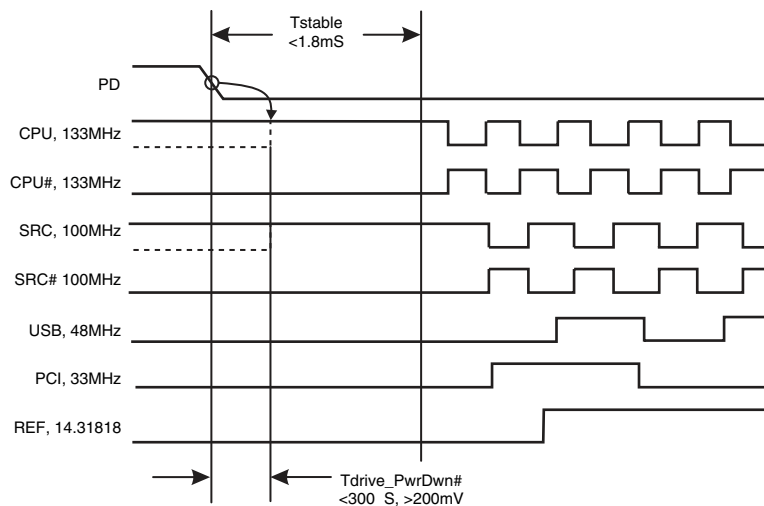 Tstable
<1.8mS
PD
CPU, 133MHz
CPU#, 133MHz
SRC, 100MHz
SRC# 100MHz
USB, 48MHz
PCI, 33MHz
REF, 14.31818
Tdrive_PwrDwn#
<300 S, >200mV